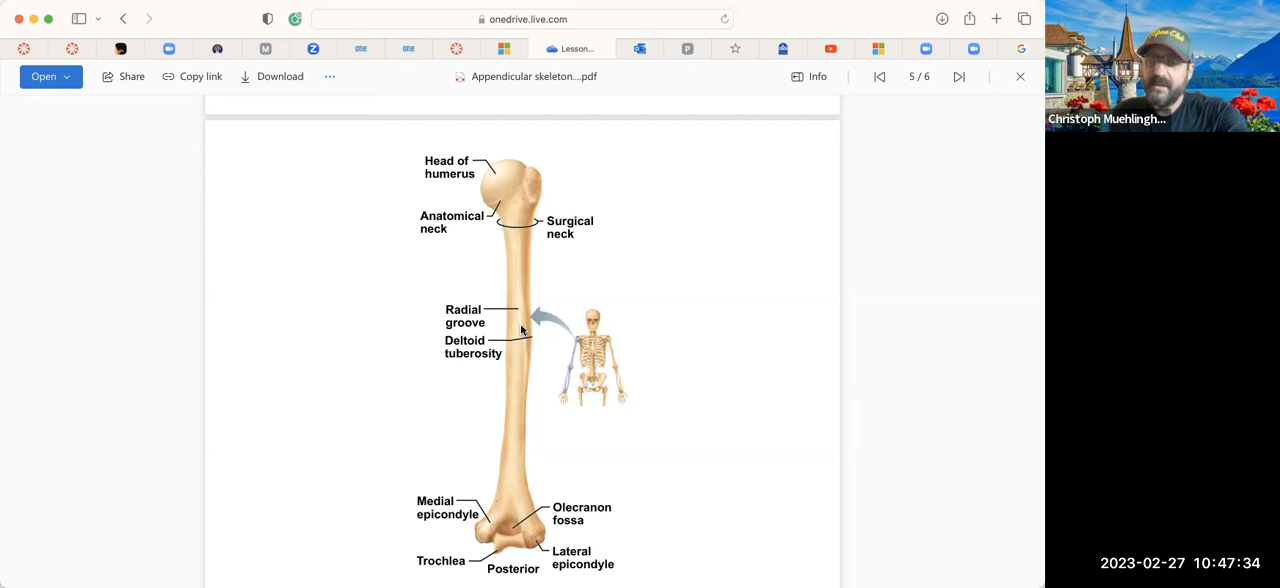 onedrive.live.com
one
one
Lesson...
Open
Share
Copy link
Download
...
Appendicular skeleton....pdf
Info
5 / 6
Head of
humerus
Anatomical
neck
Surgical
neck
Radial
groove
Deltoid
tuberosity
Medial
epicondyle
Olecranon
fossa
Trochlea
Lateral
epicondyle
Posterior
Christoph Muehlingh...
2023-02-27 10:47:34